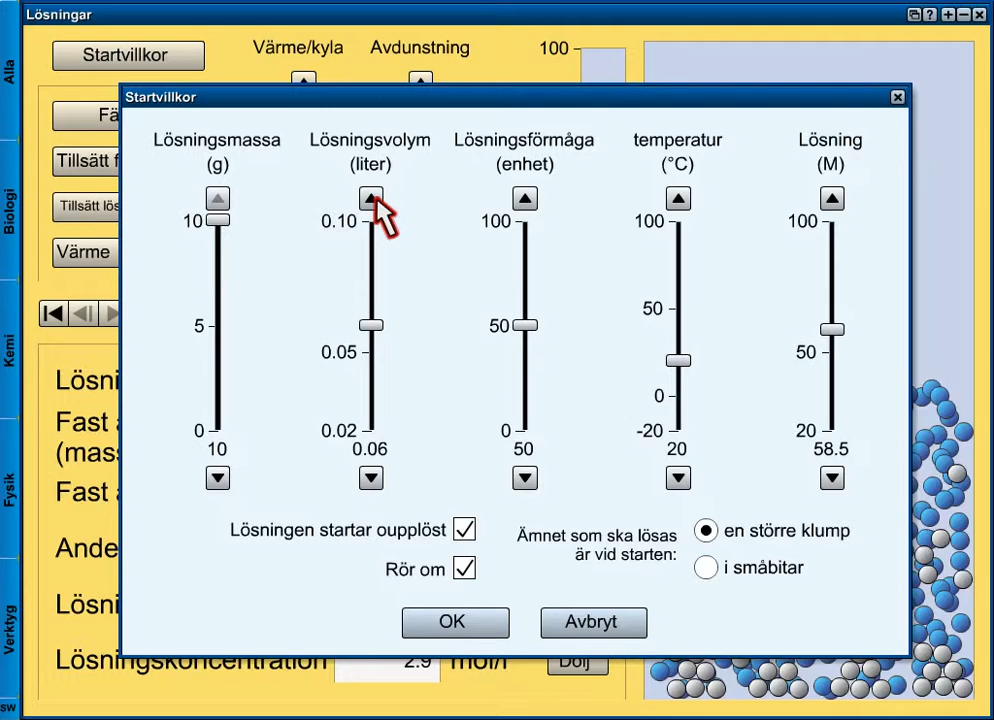 Lösningar
Alla
Biologi
Kemi
Fysik
Verktyg
sw
Startvillkor
Värme/kyla
Avdunstning
100
Fä
Tillsätt f
Tillsätt lös
Värme
Startvillkor
Lösningsmassa
(g)
10
5
0
10
Lösningsvolym
(liter)
0.10
0.05
0.02
0.06
Lösningsförmåga
(enhet)
100
50
0
50
temperatur
(°C)
100
50
0
-20
20
Lösning
(M)
100
50
20
58.5
Lösningen startar oupplöst
Rör om
Ämnet som ska lösas
är vid starten:
en större klump
i småbitar
OK
Avbryt
Lösni
Fast a
(mass
Fast a
Ande
Lösni
Lösningskoncentration 2.9 mol/l Dölj